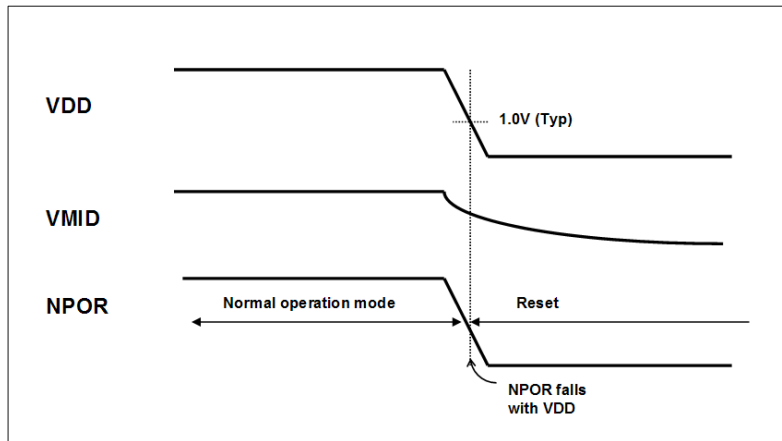 VDD
1.0V (Typ)
VMID
NPOR
Normal operation mode
Reset
NPOR falls
with VDD